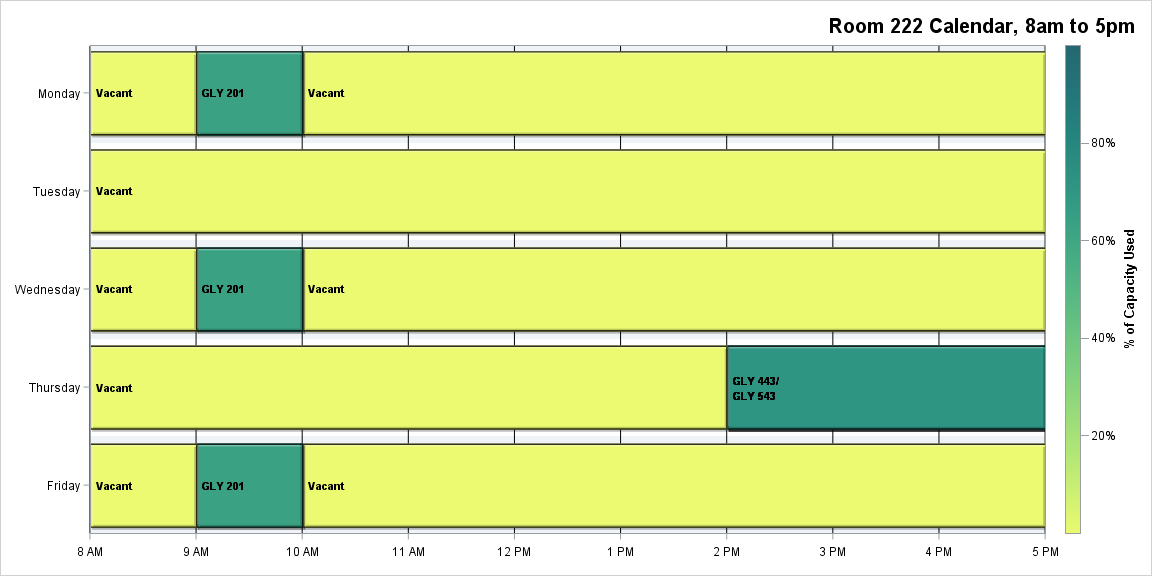 Room 222 Calendar, 8am to 5pm
Monday
Vacant
GLY 201
Vacant
Tuesday
Vacant
Wednesday
Vacant
GLY 201
Vacant
Thursday
Vacant
GLY 443/
GLY 543
Friday
Vacant
GLY 201
Vacant
8 AM
9 AM
10 AM
11 AM
12 PM
1 PM
2 PM
3 PM
4 PM
5 PM
80%
60%
40%
20%
% of Capacity Used